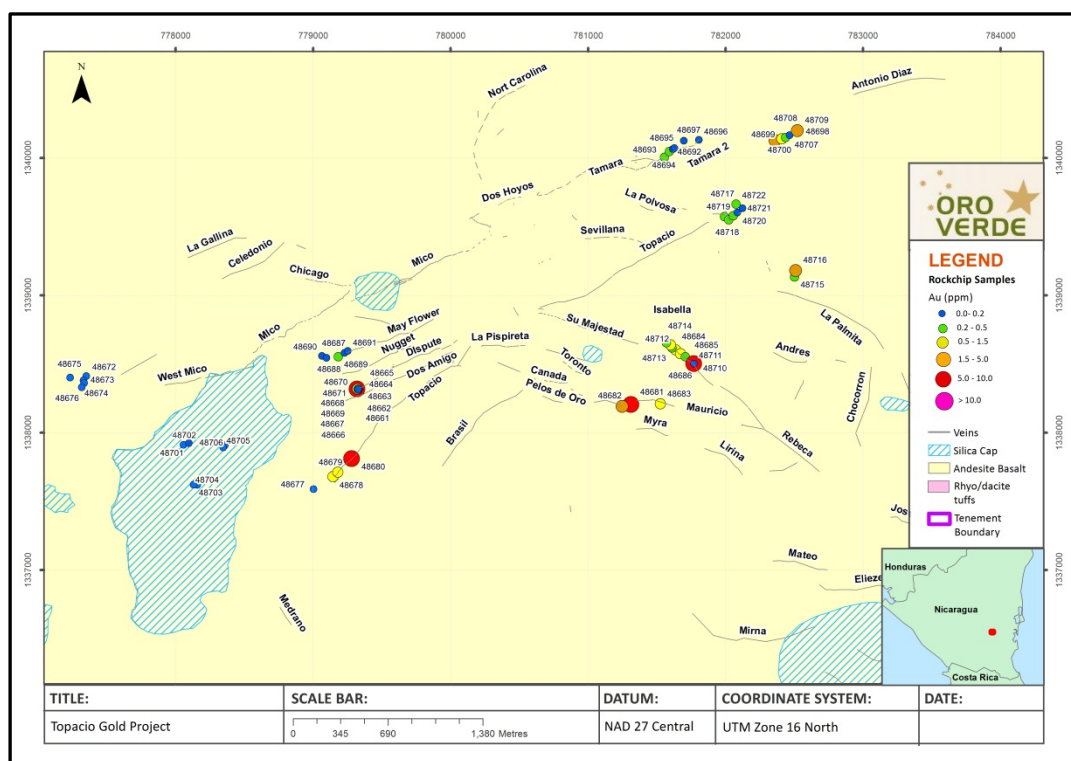 778000 779000 780000 781000 782000 783000 784000
N
Nort Carolina
Antonio Diaz
48708 48709
48697 48696
48695
48699 48698
48693 48692
48700 48707
48694
1340000
Tamara
Tamara 2
Dos Hoyos
48717 48722
La Polvosa
48719 48721
48720
48718
Sevillana
Topacio
La Gallina
Celedonio
Mico
Chicago
48716
48715
1339000
MIco
May Flower
Isabella
Su Majestad
La Palmita
48714
48687 48691
Nugget
La Pispireta
48712 48684
48690
48685
Dispute
48689
48688
48713 48711
Andres
48675 48672
48710
48686
West Mico
48673
48674
48676
48670 48665
48671 48664
48668 48663
48669 48662
48667 48661
48666
Dos Amigo
Topacio
Toronto
Canada
Pelos de Oro
48681
48682 48683
Mauricio
Chocorron
1338000
Myra
48702 48706 48705
48701
Brasil
Lirina
Rebeca
48679
48680
48704
48703
48677 48678
Jos
1337000
Mateo
Elieze
Medrano
Mirna
ORO
VERDE
LEGEND
Rockchip Samples
Au (ppm)
0.0- 0.2
0.2 - 0.5
0.5 - 1.5
1.5 - 5.0
5.0 - 10.0
> 10.0
Veins
Silica Cap
Andesite Basalt
Rhyo/dacite
tuffs
Tenement
Boundary
1340000
1339000
1338000
1337000
Honduras
Nicaragua
Costa Rica
TITLE:
Topacio Gold Project
SCALE BAR:
0 345 690 1,380 Metres
DATUM:
NAD 27 Central
COORDINATE SYSTEM:
UTM Zone 16 North
DATE: